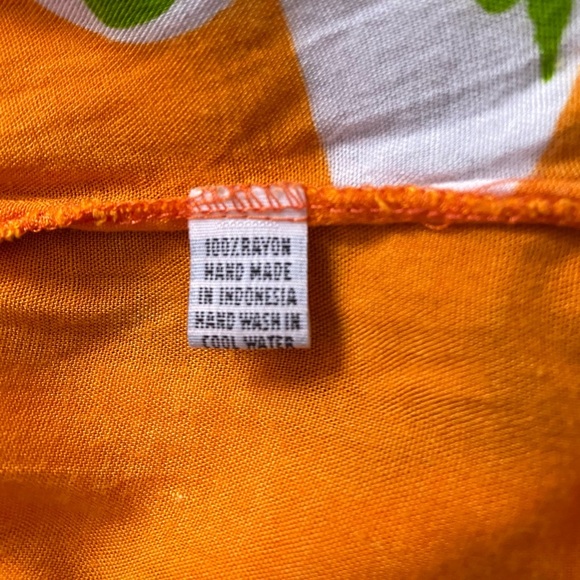 100%RAYON
HAND MADE
IN INDONESIA
HAND WASH IN
COOL WATER